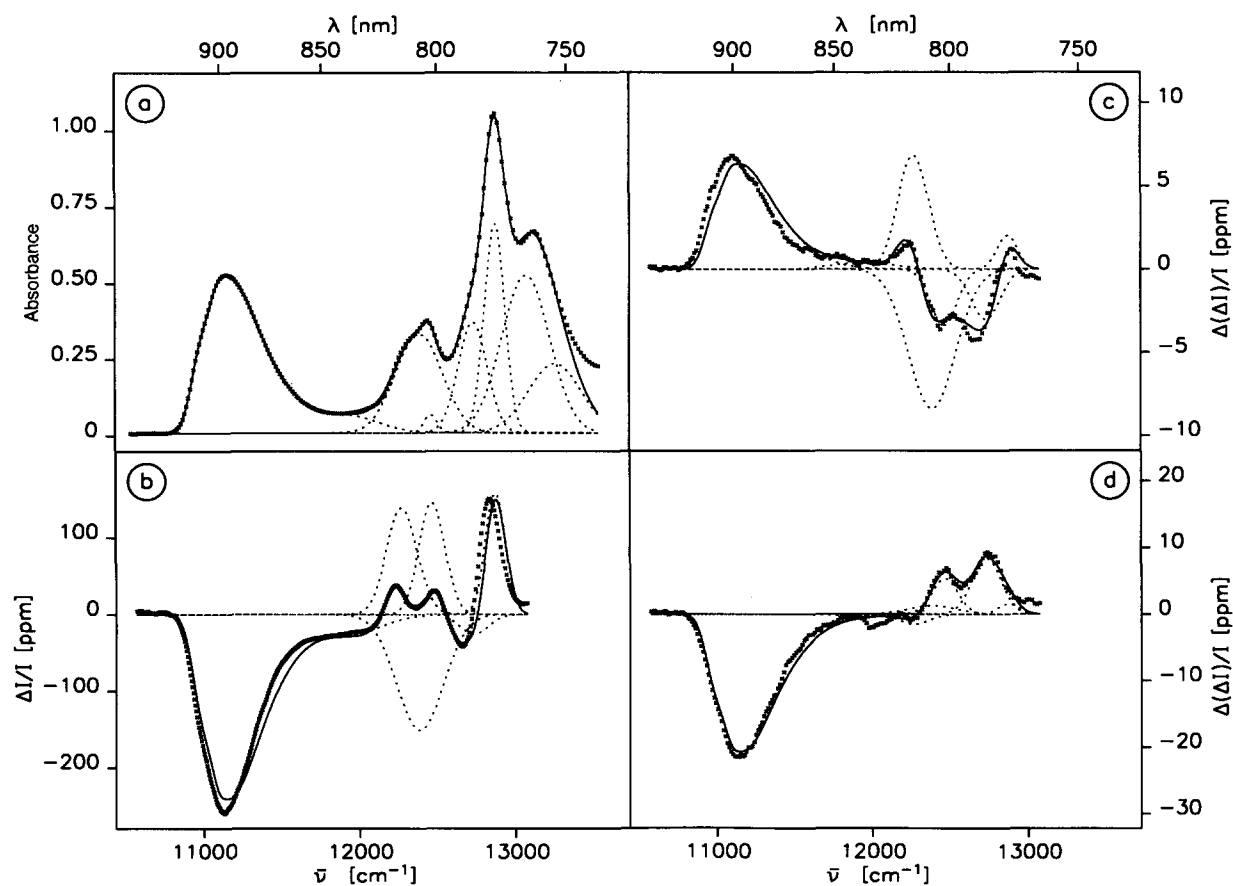 λ [nm]
900 850 800 750
λ [nm]
900 850 800 750
a
Absorbance
1.00
0.75
0.50
0.25
0
c
Δ(ΔI)/I [ppm]
10
5
0
−5
−10
b
ΔI/I [ppm]
100
0
−100
−200
d
Δ(ΔI)/I [ppm]
20
10
0
−10
−20
−30
11000 12000 13000
ν̄ [cm⁻¹]
11000 12000 13000
ν̄ [cm⁻¹]